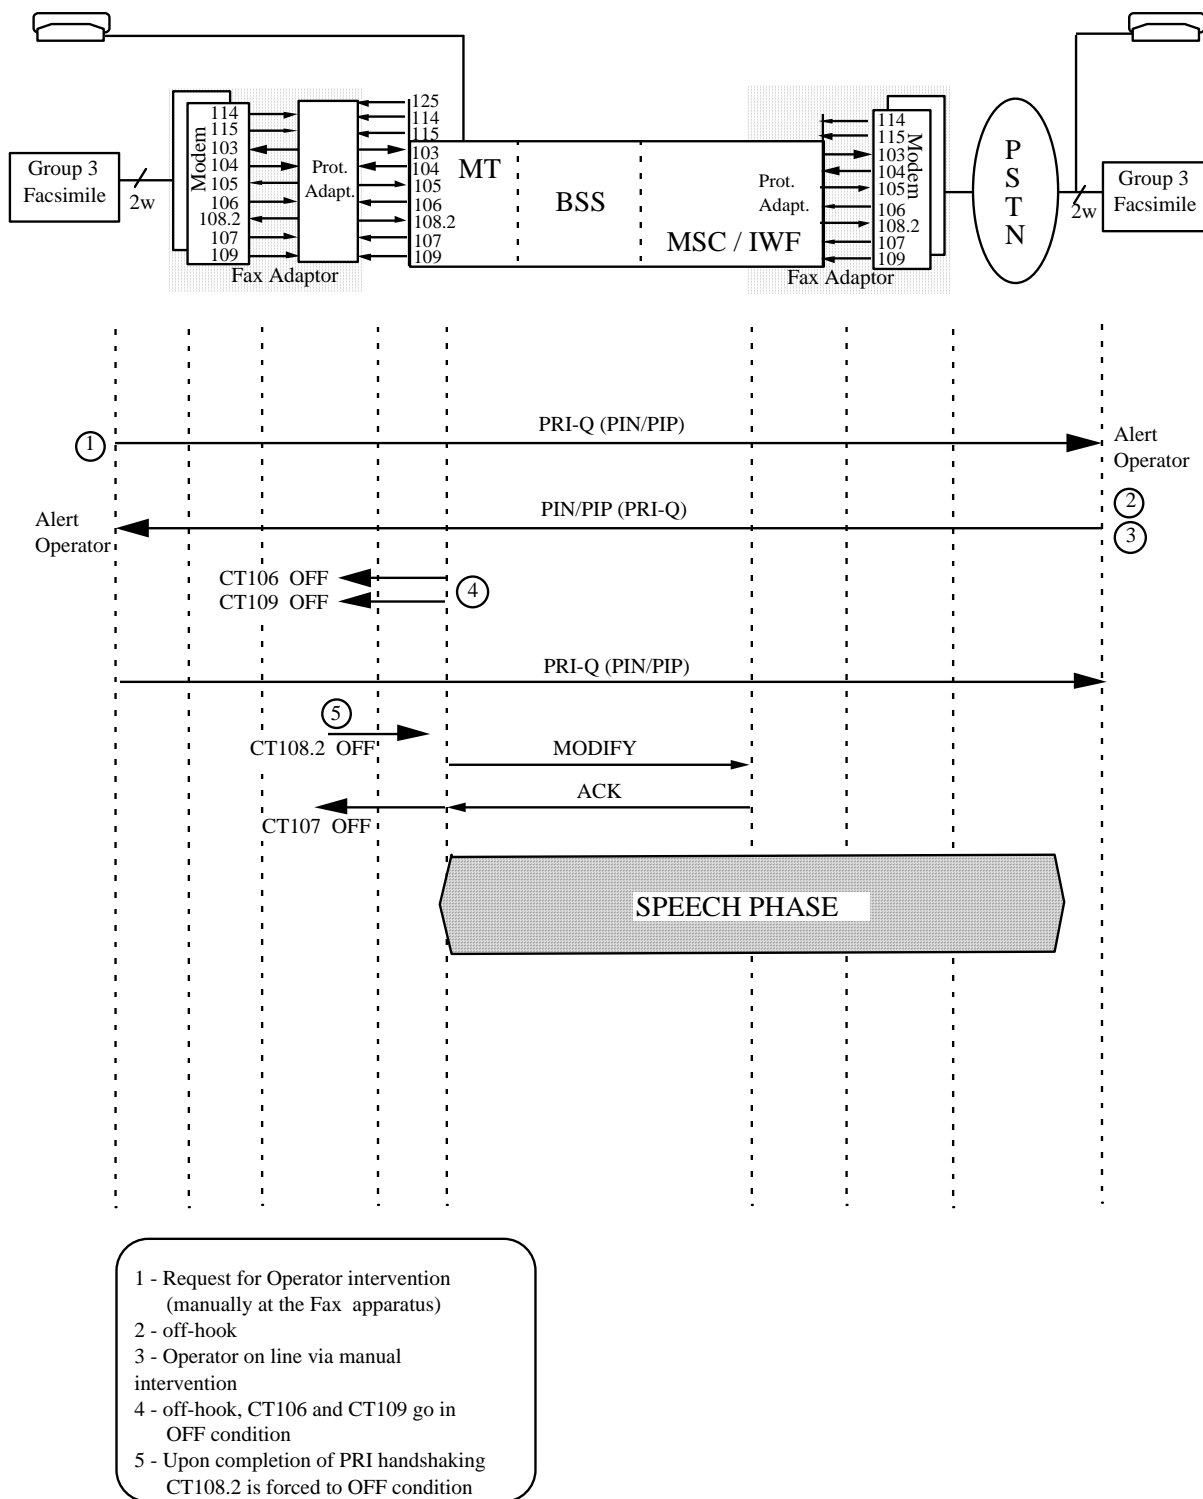 Group 3
Facsimile
2w
Modem
114
115
103
104
105
106
108.2
107
109
Prot.
Adapt.
Fax Adaptor
125
114
115
103
104
105
106
108.2
107
109
MT
BSS
MSC / IWF
Prot.
Adapt.
114
115
103
104
105
106
108.2
107
109
Modem
Fax Adaptor
P
S
T
N
2w
Group 3
Facsimile
1
PRI-Q (PIN/PIP)
Alert
Operator
2
Alert
Operator
PIN/PIP (PRI-Q)
3
CT106 OFF
CT109 OFF
4
PRI-Q (PIN/PIP)
5
CT108.2 OFF
MODIFY
ACK
CT107 OFF
SPEECH PHASE
1 - Request for Operator intervention
(manually at the Fax apparatus)
2 - off-hook
3 - Operator on line via manual
intervention
4 - off-hook, CT106 and CT109 go in
OFF condition
5 - Upon completion of PRI handshaking
CT108.2 is forced to OFF condition